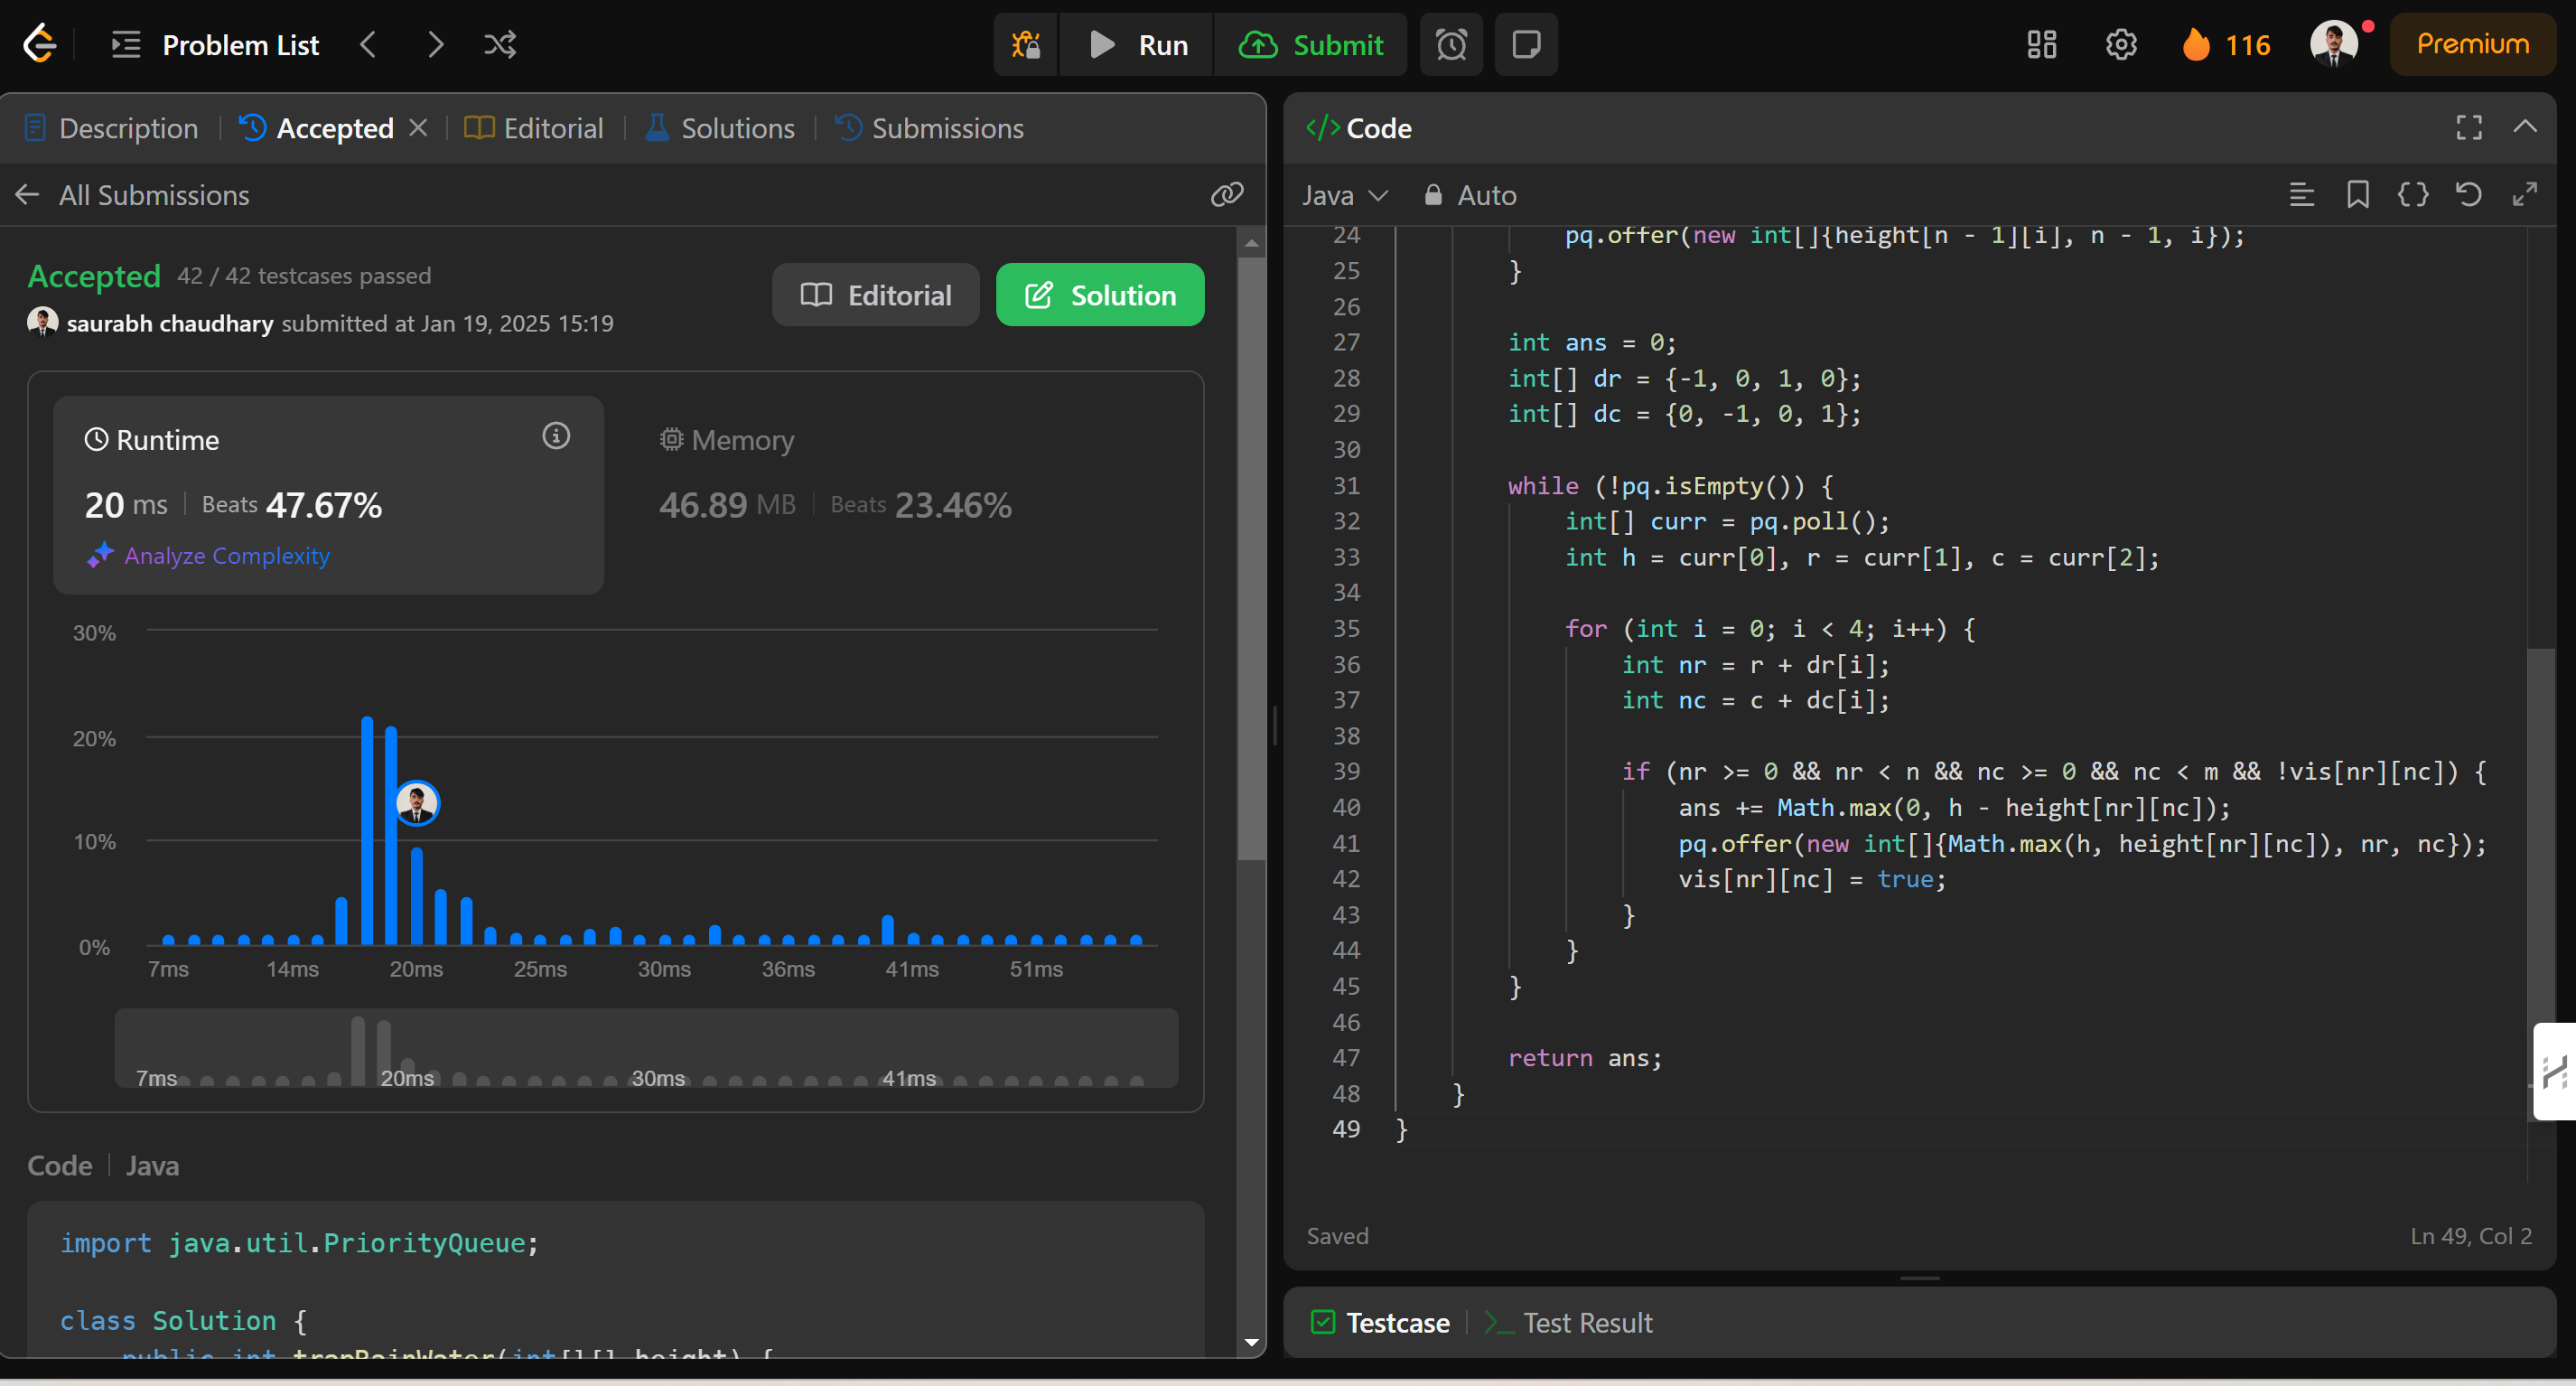 Problem List
Run
Submit
116
Premium
Description
Accepted
Editorial
Solutions
Submissions
All Submissions
Accepted 42 / 42 testcases passed
saurabh chaudhary submitted at Jan 19, 2025 15:19
Editorial
Solution
Runtime
20 ms | Beats 47.67%
Analyze Complexity
Memory
46.89 MB | Beats 23.46%
30%
20%
10%
0%
7ms 14ms 20ms 25ms 30ms 36ms 41ms 51ms
7ms 20ms 30ms 41ms
Code | Java
import java.util.PriorityQueue;
class Solution {
public int trapRainWater(int[][] height) {
</> Code
Java
Auto
24 pq.offer(new int[]{height[n - 1][i], n - 1, i});
25 }
26
27 int ans = 0;
28 int[] dr = {-1, 0, 1, 0};
29 int[] dc = {0, -1, 0, 1};
30
31 while (!pq.isEmpty()) {
32 int[] curr = pq.poll();
33 int h = curr[0], r = curr[1], c = curr[2];
34
35 for (int i = 0; i < 4; i++) {
36 int nr = r + dr[i];
37 int nc = c + dc[i];
38
39 if (nr >= 0 && nr < n && nc >= 0 && nc < m && !vis[nr][nc]) {
40 ans += Math.max(0, h - height[nr][nc]);
41 pq.offer(new int[]{Math.max(h, height[nr][nc]), nr, nc});
42 vis[nr][nc] = true;
43 }
44 }
45 }
46
47 return ans;
48 }
49 }
Saved
Ln 49, Col 2
Testcase
Test Result